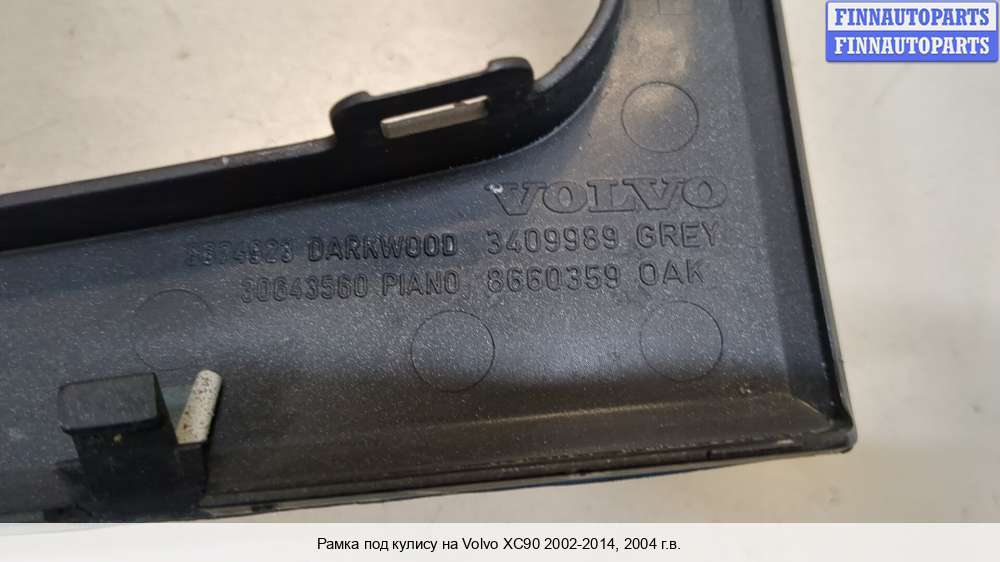 FINNAUTOPARTS
FINNAUTOPARTS
VOLVO
DARKWOOD 3409989 GREY
30643560 PIANO 8660359 OAK
Рамка под кулису на Volvo XC90 2002-2014, 2004 г.в.